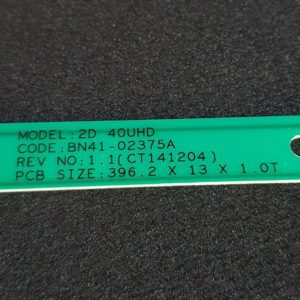 MODEL:2D 40UHD
CODE:BN41-02375A
REV NO:1.1(CT141204)
PCB SIZE:396.2 X 13 X 1.0T